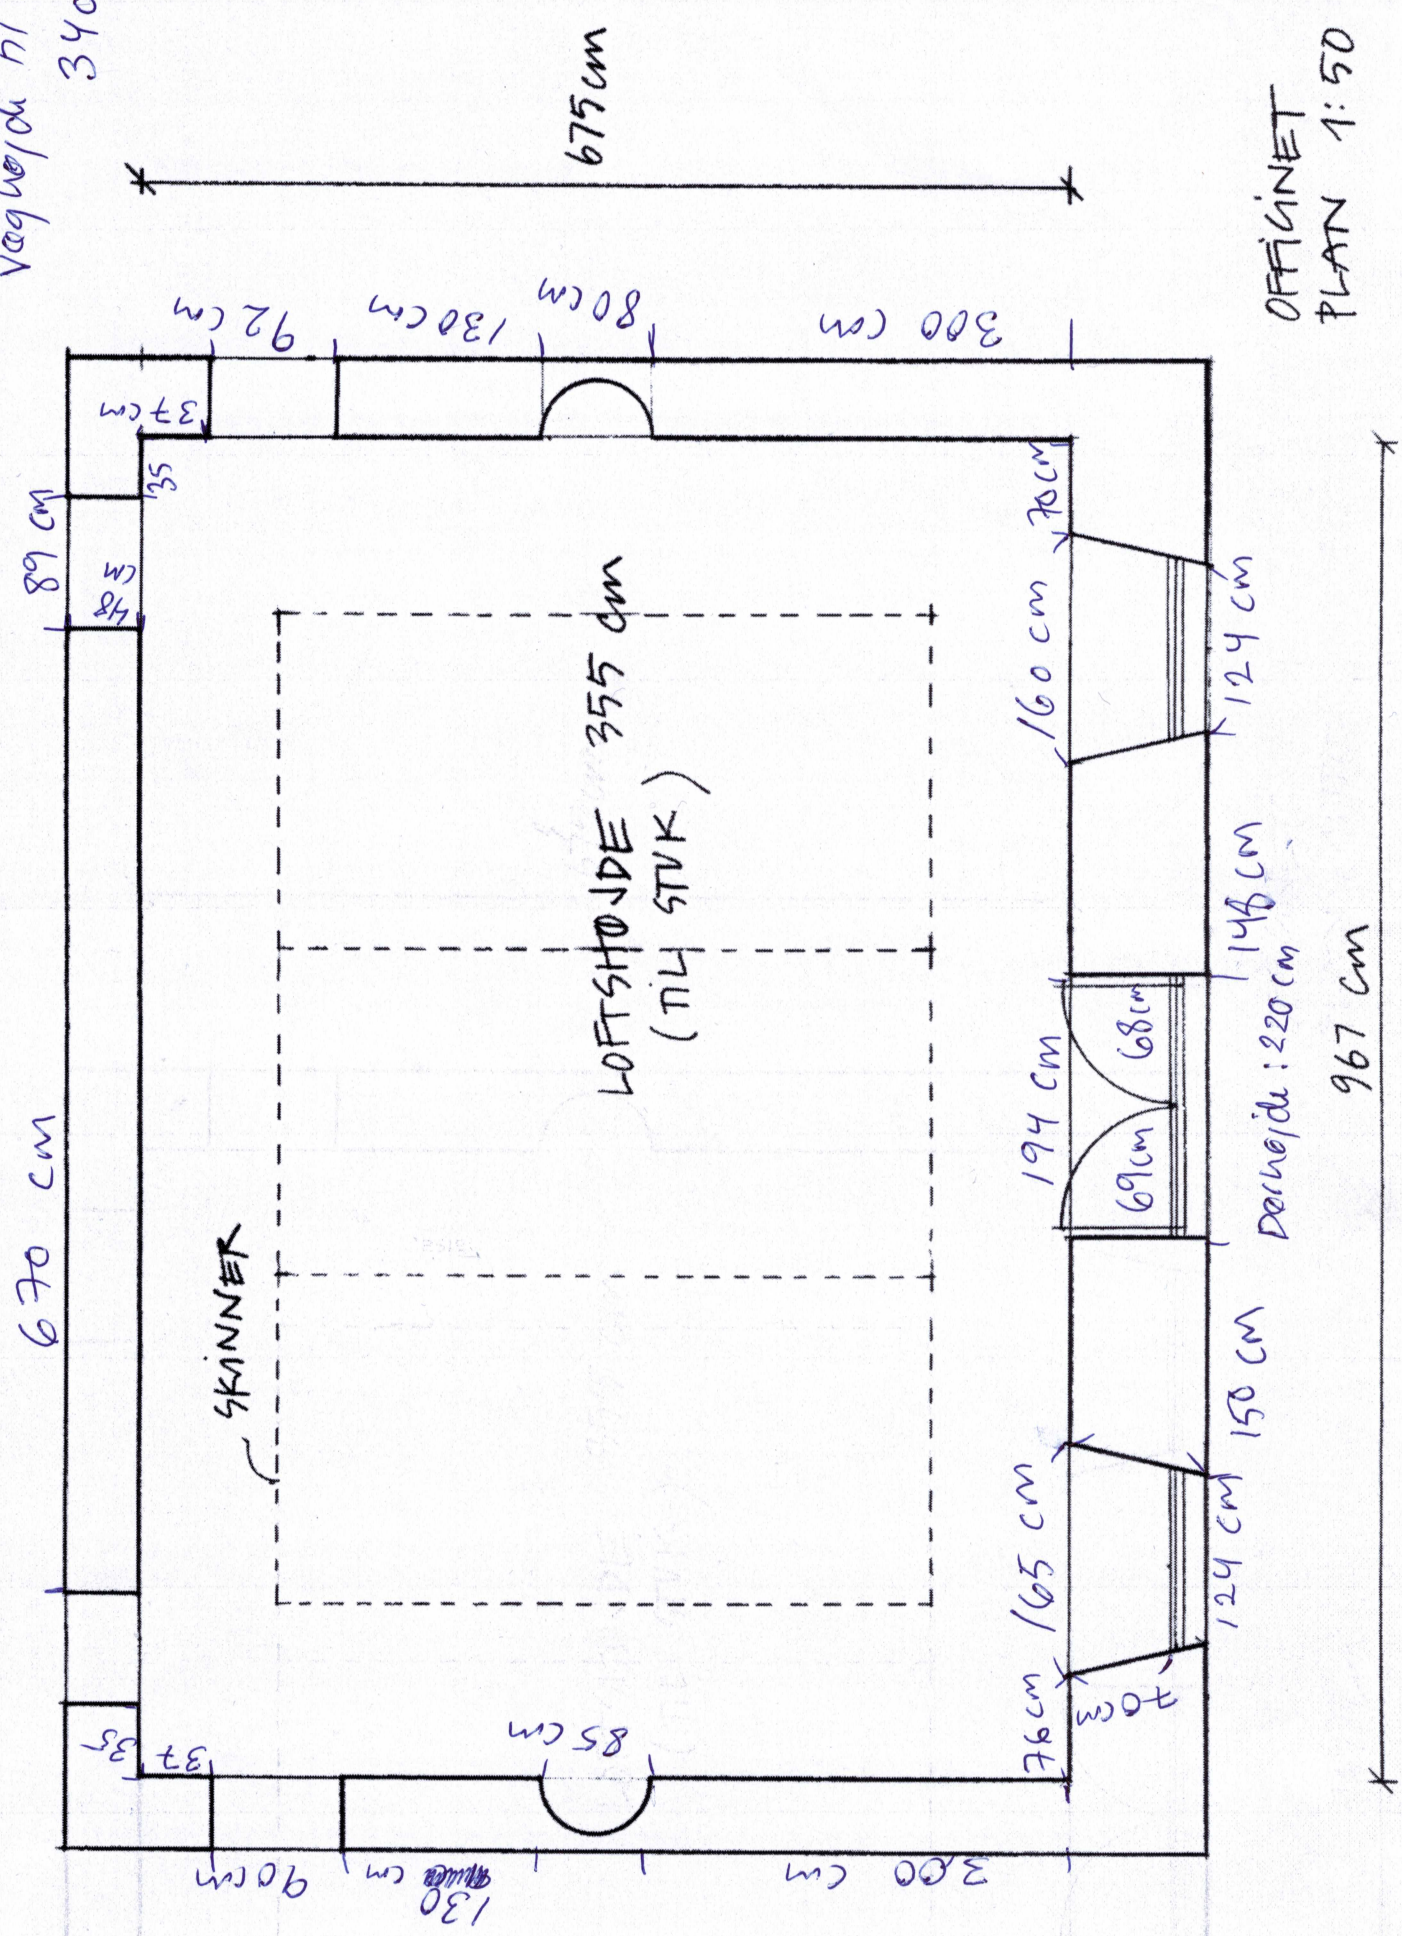 670 cm
89 cm
340
35
37
48
cm
35
37 cm
SKINNER
LOFTSHØJDE 355 cm
(TIL STUK)
90 cm
130 cm
85 cm
300 cm
92 cm
130 cm
80 cm
300 cm
675 cm
76 cm
165 cm
194 cm
160 cm
70 cm
70 cm
69 cm
68 cm
124 cm
150 cm
148 cm
124 cm
Dørhøjde: 220 cm
967 cm
OFFICINET
PLAN 1:50